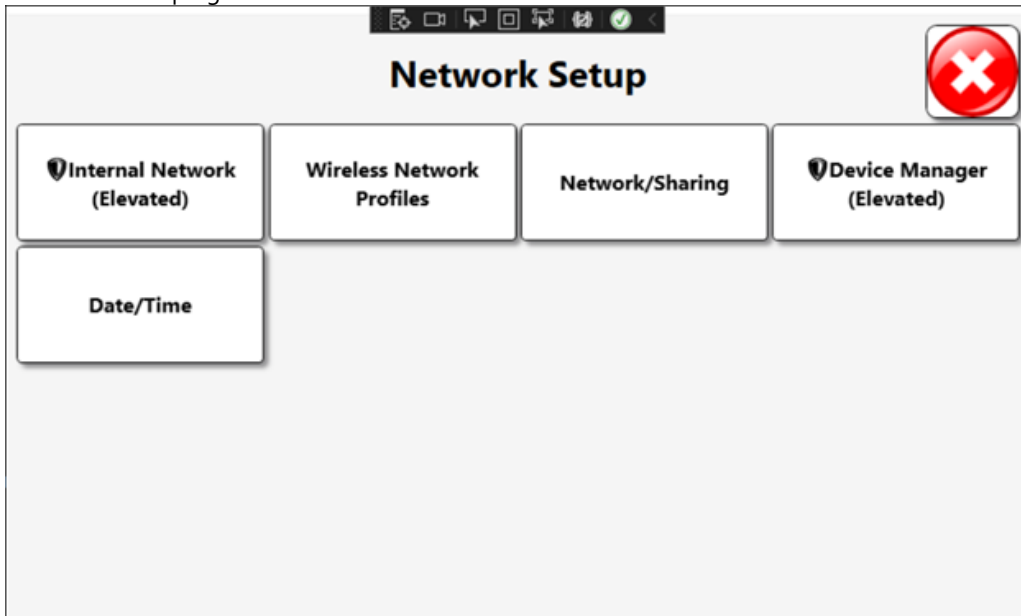 Network Setup
Internal Network
(Elevated)
Wireless Network
Profiles
Network/Sharing
Device Manager
(Elevated)
Date/Time